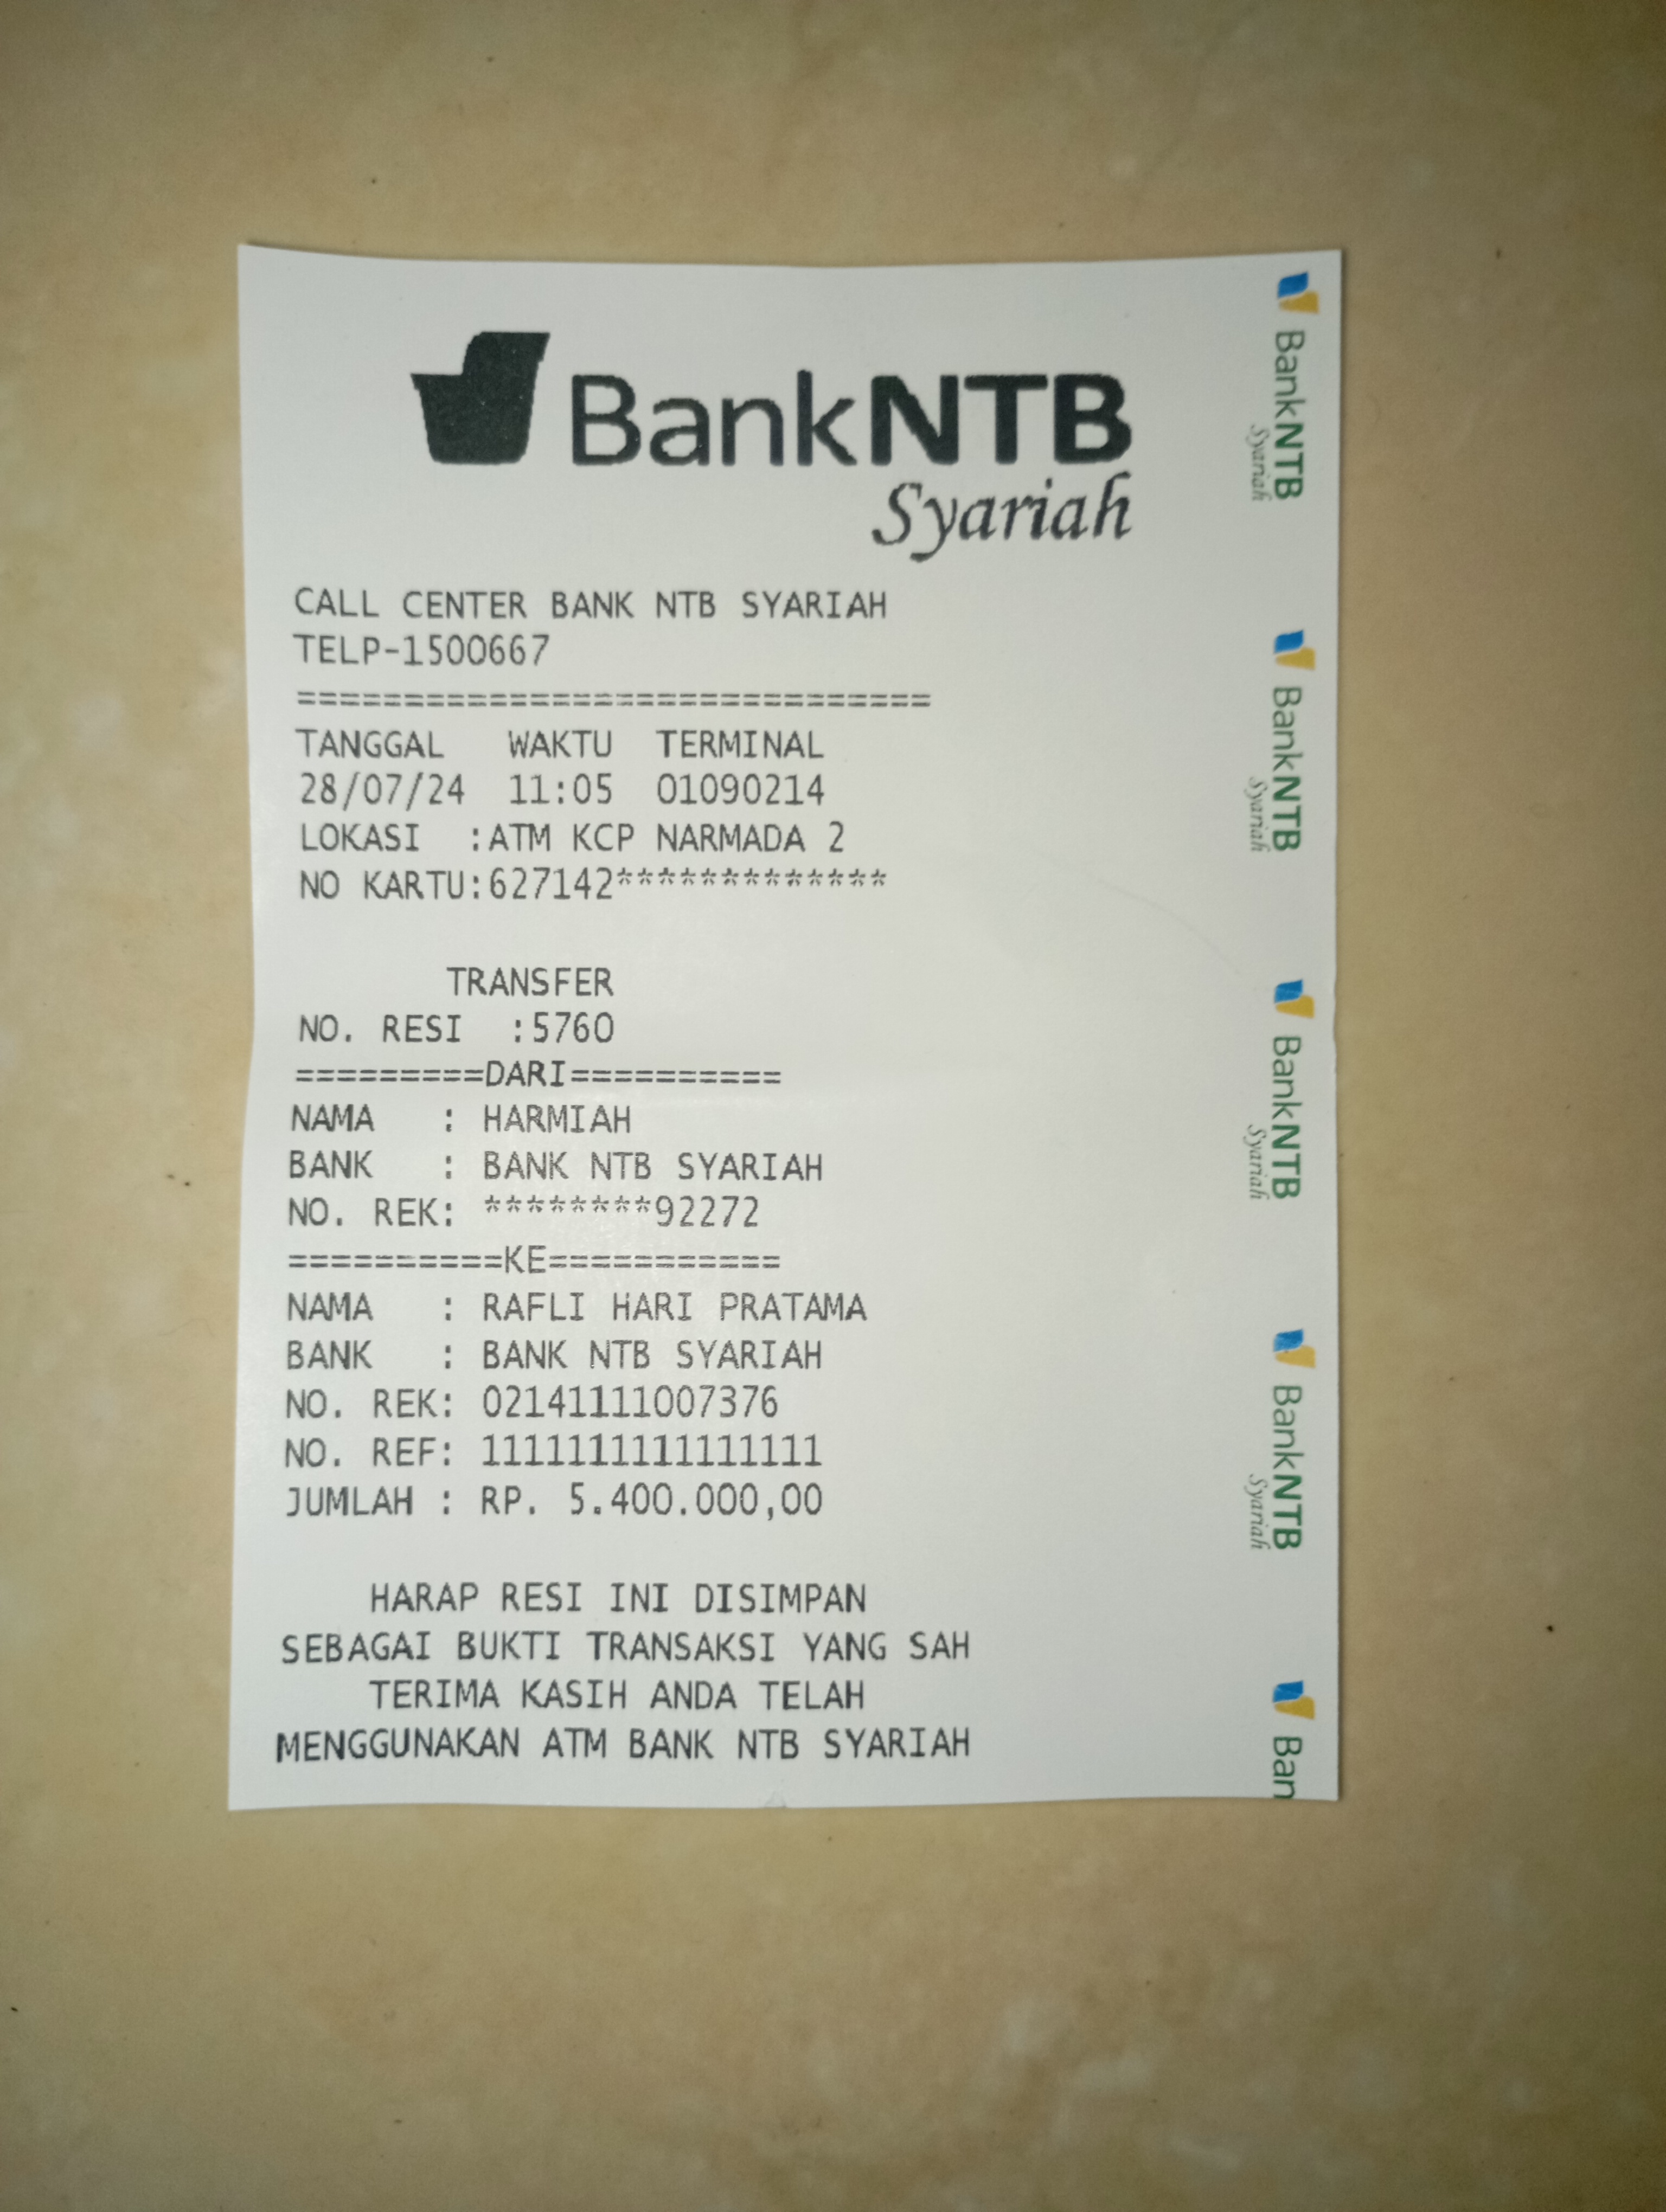 BankNTB
Syariah
CALL CENTER BANK NTB SYARIAH
TELP-1500667
==============================
TANGGAL WAKTU TERMINAL
28/07/24 11:05 01090214
LOKASI :ATM KCP NARMADA 2
NO KARTU:627142*************
TRANSFER
NO. RESI :5760
=========DARI==========
NAMA : HARMIAH
BANK : BANK NTB SYARIAH
NO. REK: ********92272
==========KE===========
NAMA : RAFLI HARI PRATAMA
BANK : BANK NTB SYARIAH
NO. REK: 02141111007376
NO. REF: 1111111111111111
JUMLAH : RP. 5.400.000,00
HARAP RESI INI DISIMPAN
SEBAGAI BUKTI TRANSAKSI YANG SAH
TERIMA KASIH ANDA TELAH
MENGGUNAKAN ATM BANK NTB SYARIAH
BankNTB
Syariah
BankNTB
Syariah
BankNTB
Syariah
BankNTB
Syariah
Ban